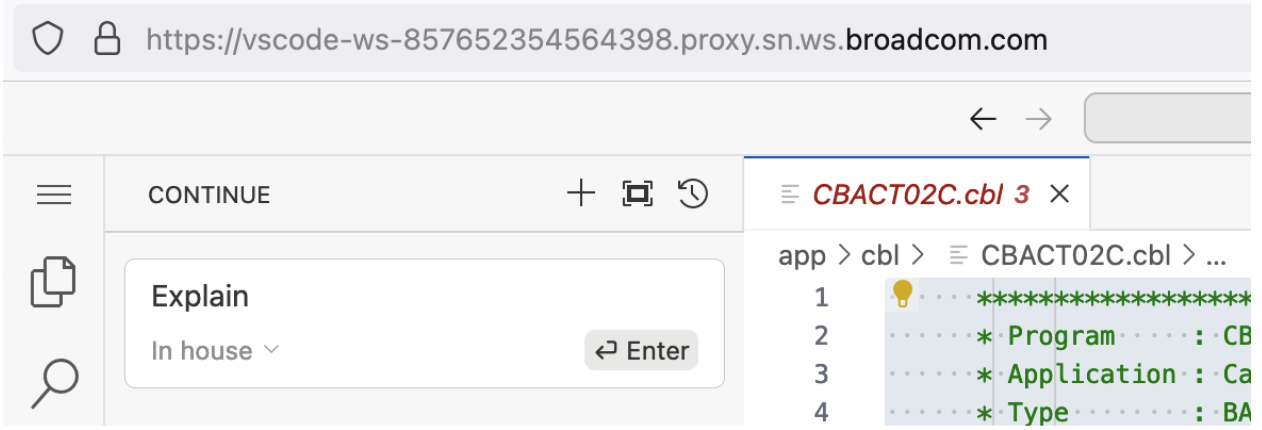 https://vscode-ws-857652354564398.proxy.sn.ws.broadcom.com
CONTINUE
Explain
In house
Enter
CBACT02C.cbl 3
app > cbl > CBACT02C.cbl > ...
1 ********************
2 * Program : CB
3 * Application : Ca
4 * Type : BA